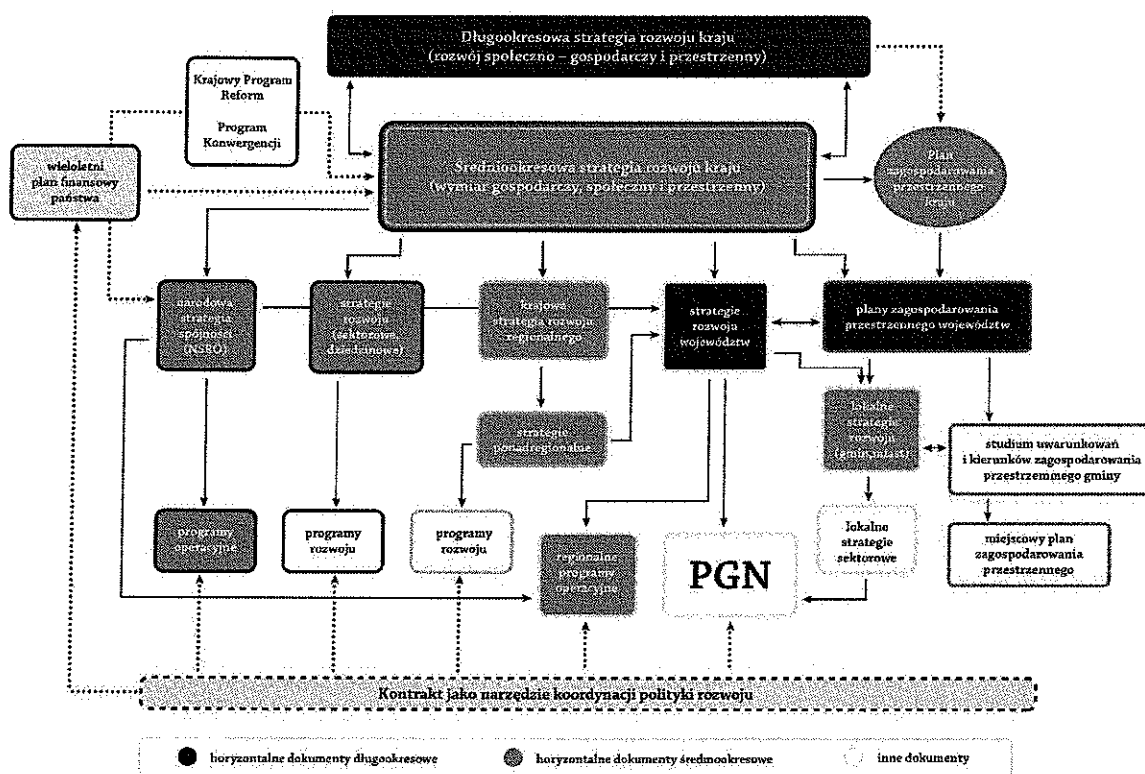 Długookresowa strategia rozwoju kraju
(rozwój społeczno – gospodarczy i przestrzenny)
Krajowy Program
Reform
Program
Konwergencji
wieloletni
plan finansowy
państwa
Średniookresowa strategia rozwoju kraju
(wymiar gospodarczy, społeczny i przestrzenny)
Plan
zagospodarowania
przestrzennego
kraju
narodowa
strategia
spójności
(NSRO)
strategie
rozwoju
(sektorowe
dziedzinowe)
krajowa
strategia rozwoju
regionalnego
strategie
rozwoju
województw
plany zagospodarowania
przestrzennego województw
strategie
ponadregionalne
lokalne
strategie
rozwoju
(gmin, miast)
studium uwarunkowań
i kierunków zagospodarowania
przestrzemmego gminy
programy
operacyjne
programy
rozwoju
programy
rozwoju
regionalne
programy
operacyjne
PGN
lokalne
strategie
sektorowe
miejscowy plan
zagospodarowania
przestrzennego
Kontrakt jako narzędzie koordynacji polityki rozwoju
horyzontalne dokumenty długookresowe
horyzontalne dokumenty średniookresowe
inne dokumenty